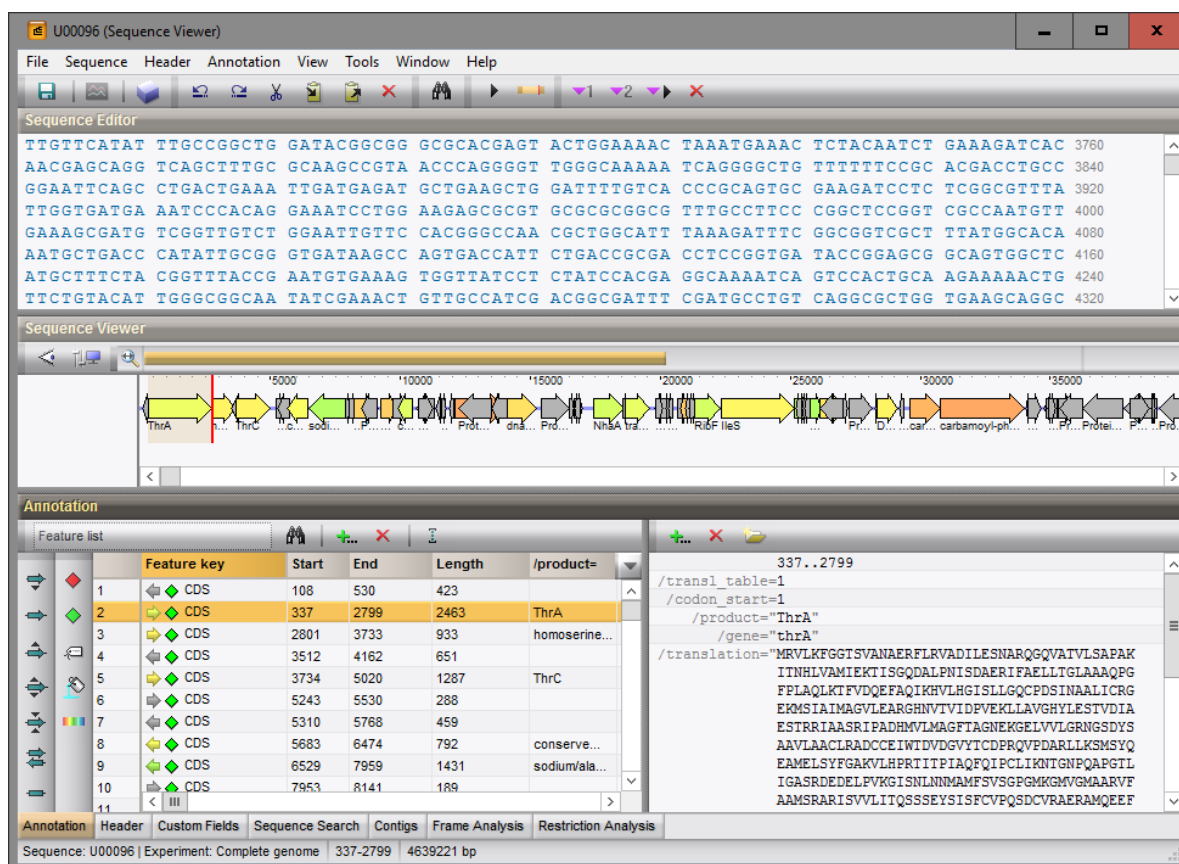 U00096 (Sequence Viewer)
File Sequence Header Annotation View Tools Window Help
1 2
Sequence Editor
TTGTTCATAT TTGCCGGCTG GATACGGCGG GCGCACGAGT ACTGGAAAAC TAAATGAAAC TCTACAATCT GAAAGATCAC 3760
AACGAGCAGG TCAGCTTTGC GCAAGCCGTA ACCCAGGGGT TGGGCAAAAA TCAGGGGCTG TTTTTTCCGC ACGACCTGCC 3840
GGAATTCAGC CTGACTGAAA TTGATGAGAT GCTGAAGCTG GATTTTGTCA CCCGCAGTGC GAAGATCCTC TCGGCGTTTA 3920
TTGGTGATGA AATCCCACAG GAAATCCTGG AAGAGCGCGT GCGCGCGGCG TTTGCCTTCC CGGCTCCGGT CGCCAATGTT 4000
GAAAGCGATG TCGGTTGTCT GGAATTGTTC CACGGGCCAA CGCTGGCATT TAAAGATTTC GGCGGTCGCT TTATGGCACA 4080
AATGCTGACC CATATTGCGG GTGATAAGCC AGTGACCATT CTGACCGCGA CCTCCGGTGA TACCGGAGCG GCAGTGGCTC 4160
ATGCTTTCTA CGGTTTACCG AATGTGAAAG TGGTTATCCT CTATCCACGA GGCAAAATCA GTCCACTGCA AGAAAAACTG 4240
TTCTGTACAT TGGGCGGCAA TATCGAAACT GTTGCCATCG ACGGCGATTT CGATGCCTGT CAGGCGCTGG TGAAGCAGGC 4320
Sequence Viewer
'5000 '10000 '15000 '20000 '25000 '30000 '35000
ThrA h... ThrC ...c... sodi... ...P... c... ... .. Prot... dna... Pro... NhaA tra... ... ... RibF IleS ... Pr... D... ...car... carbamoyl-ph... ... ...Pr... Protei... P... ...Pro...
Annotation
Feature list
Feature key Start End Length /product=
1 CDS 108 530 423
2 CDS 337 2799 2463 ThrA
3 CDS 2801 3733 933 homoserine...
4 CDS 3512 4162 651
5 CDS 3734 5020 1287 ThrC
6 CDS 5243 5530 288
7 CDS 5310 5768 459
8 CDS 5683 6474 792 conserve...
9 CDS 6529 7959 1431 sodium/ala...
10 CDS 7953 8141 189
11
337..2799
/transl_table=1
/codon_start=1
/product="ThrA"
/gene="thrA"
/translation="MRVLKFGGTSVANAERFLRVADILESNARQGQVATVLSAPAK
ITNHLVAMIEKTISGQDALPNISDAERIFAELLTGLAAAQPG
FPLAQLKTFVDQEFAQIKHVLHGISLLGQCPDSINAALICRG
EKMSIAIMAGVLEARGHNVTVIDPVEKLLAVGHYLESTVDIA
ESTRRIAASRIPADHMVLMAGFTAGNEKGELVVLGRNGSDYS
AAVLAACLRADCCEIWTDVDGVYTCDPRQVPDARLLKSMSYQ
EAMELSYFGAKVLHPRTITPIAQFQIPCLIKNTGNPQAPGTL
IGASRDEDELPVKGISNLNNMAMFSVSGPGMKGMVGMAARVF
AAMSRARISVVLITQSSSEYSISFCVPQSDCVRAERAMQEEF
Annotation Header Custom Fields Sequence Search Contigs Frame Analysis Restriction Analysis
Sequence: U00096 | Experiment: Complete genome 337-2799 4639221 bp